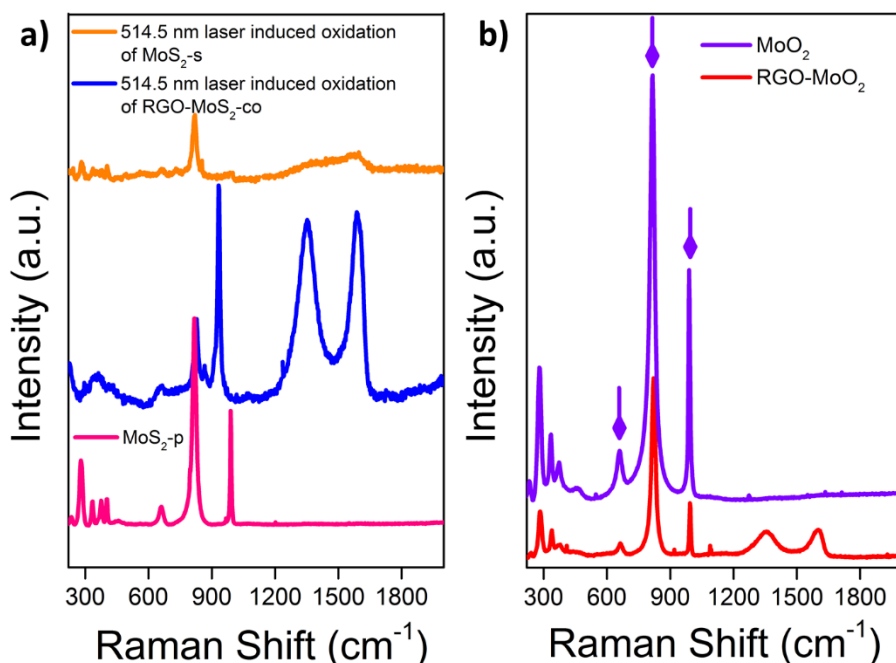 a)
514.5 nm laser induced oxidation
of MoS₂-s
514.5 nm laser induced oxidation
of RGO-MoS₂-co
MoS₂-p
Intensity (a.u.)
300 600 900 1200 1500 1800
Raman Shift (cm⁻¹)
b)
MoO₂
RGO-MoO₂
Intensity (a.u.)
300 600 900 1200 1500 1800
Raman Shift (cm⁻¹)